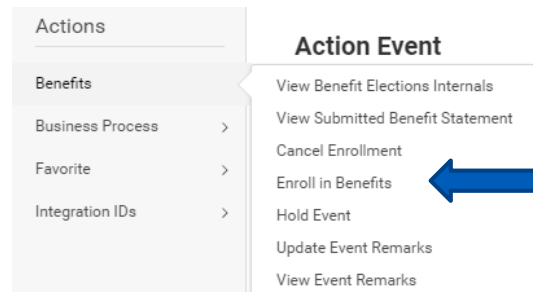 Actions
Action Event
Benefits
Business Process >
Favorite >
Integration IDs >
View Benefit Elections Internals
View Submitted Benefit Statement
Cancel Enrollment
Enroll in Benefits
Hold Event
Update Event Remarks
View Event Remarks